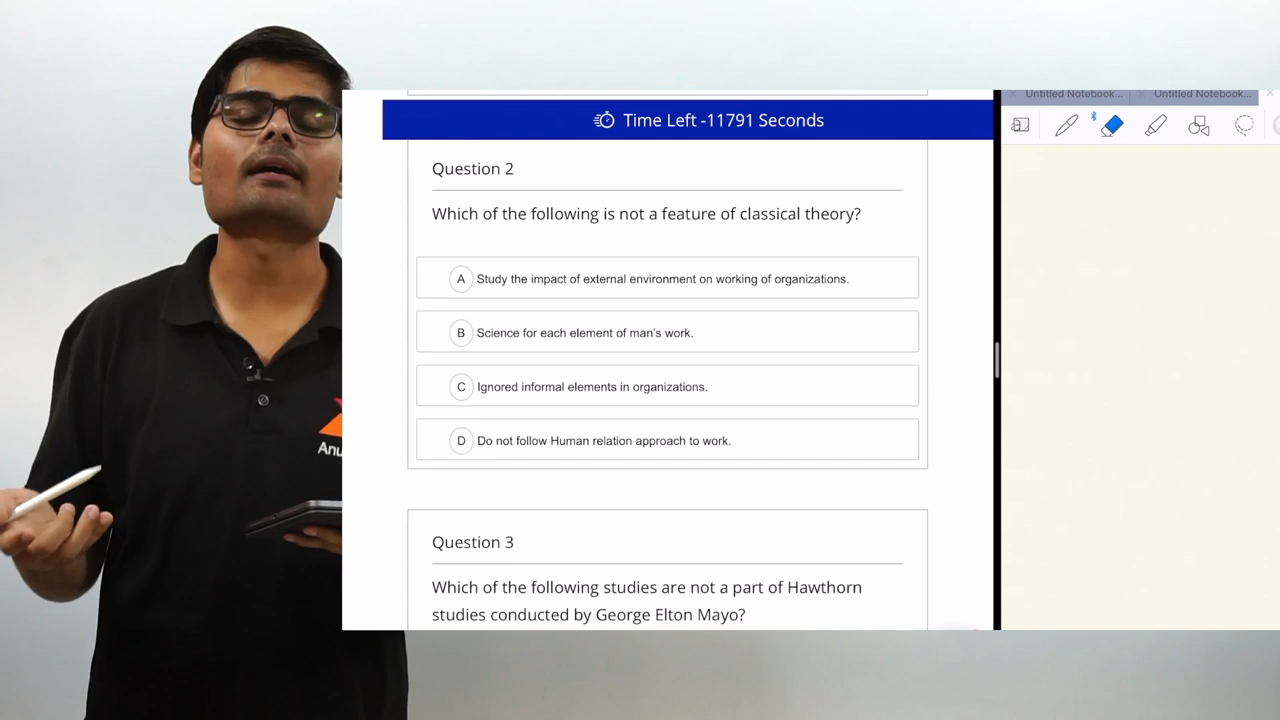 Untitled Notebook...
Untitled Notebook...
Time Left -11791 Seconds
Question 2
Which of the following is not a feature of classical theory?
A Study the impact of external environment on working of organizations.
B Science for each element of man's work.
C Ignored informal elements in organizations.
D Do not follow Human relation approach to work.
Anu
Question 3
Which of the following studies are not a part of Hawthorn
studies conducted by George Elton Mayo?